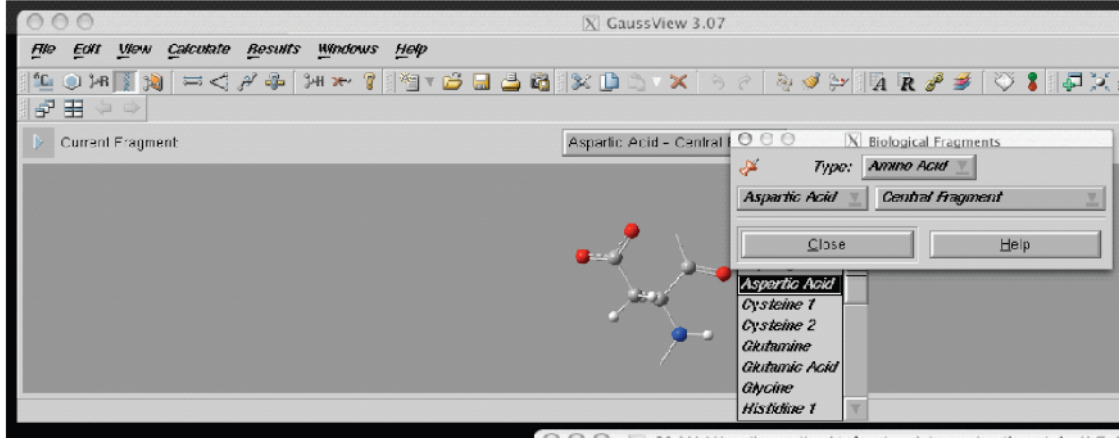 GaussView 3.07
File Edit View Calculate Results Windows Help
Current Fragment:
Aspartic Acid - Central
Biological Fragments
Type: Amino Acid
Aspartic Acid Central Fragment
Close Help
Aspartic Acid
Cysteine 1
Cysteine 2
Glutamine
Glutamic Acid
Glycine
Histidine 1